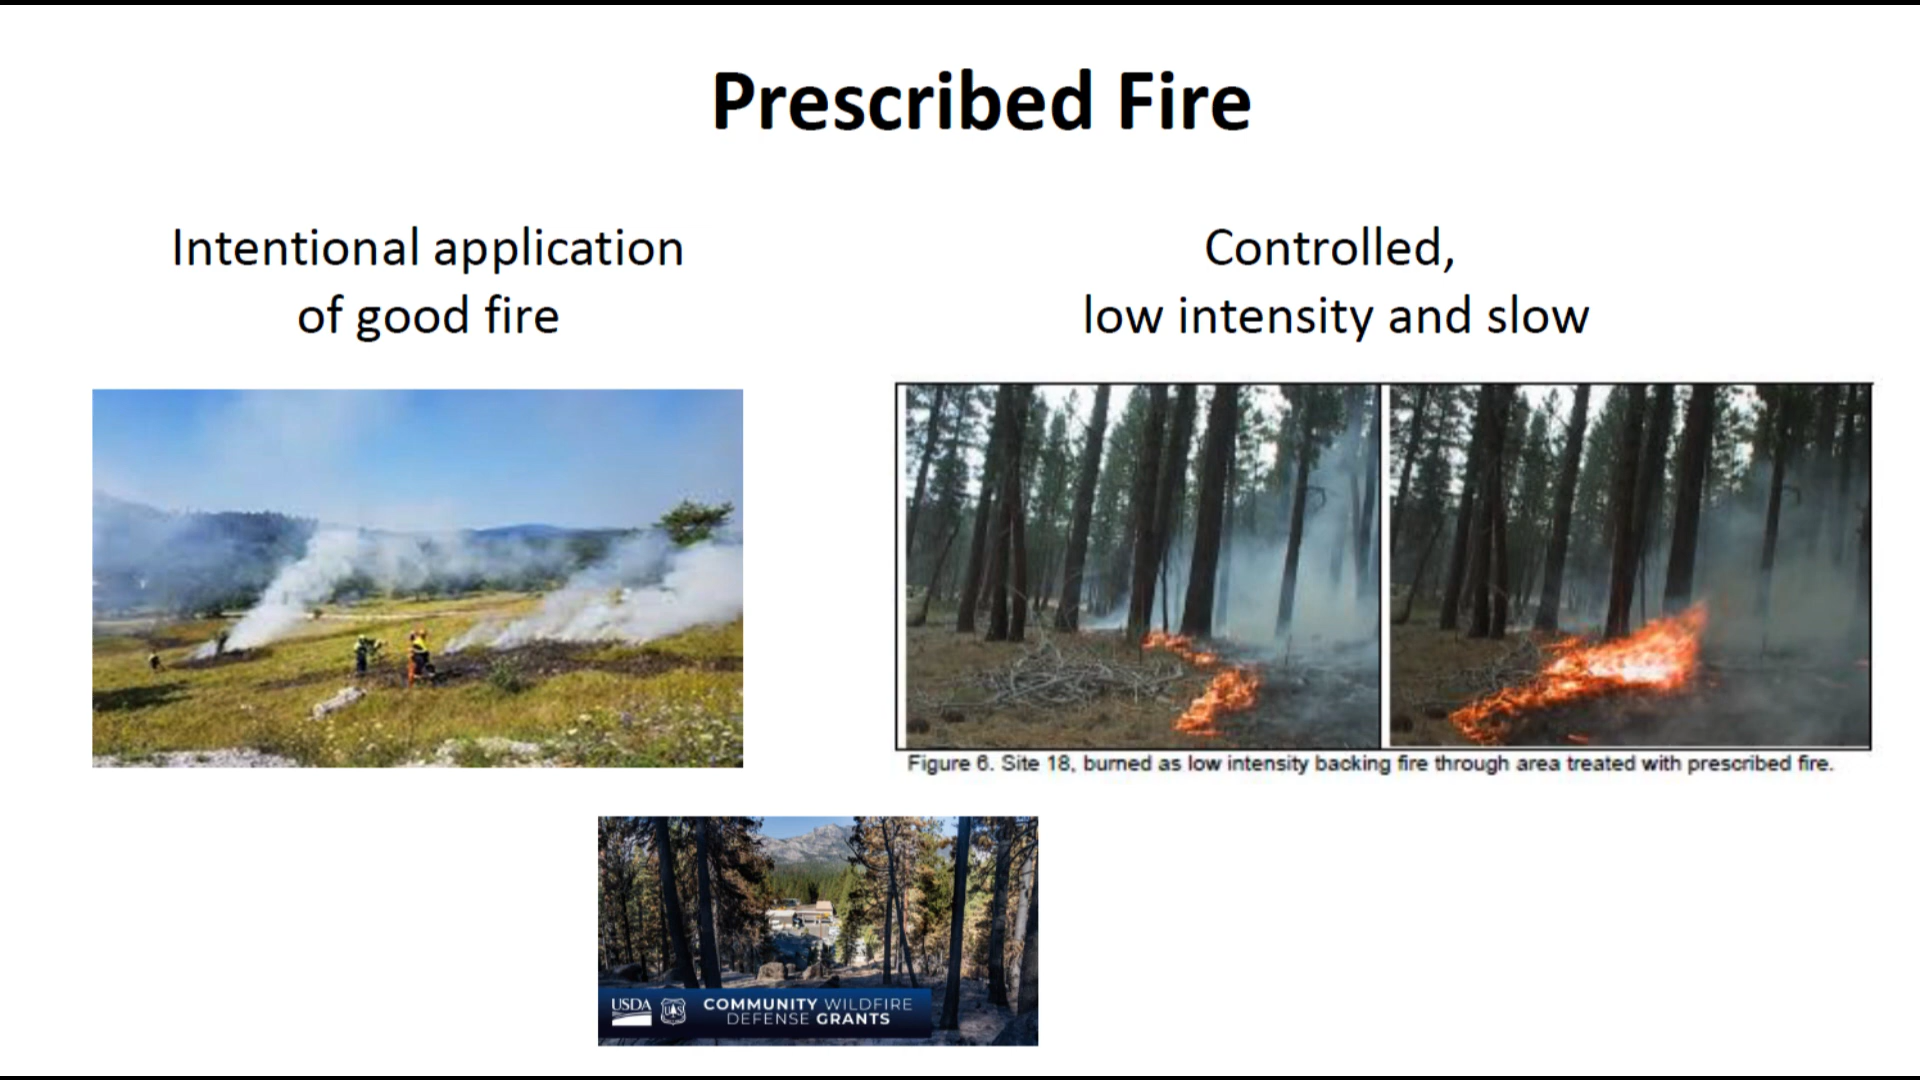 Prescribed Fire
Intentional application
of good fire
Controlled,
low intensity and slow
Figure 6. Site 18, burned as low intensity backing fire through area treated with prescribed fire.
USDA
UAS
COMMUNITY WILDFIRE
DEFENSE GRANTS